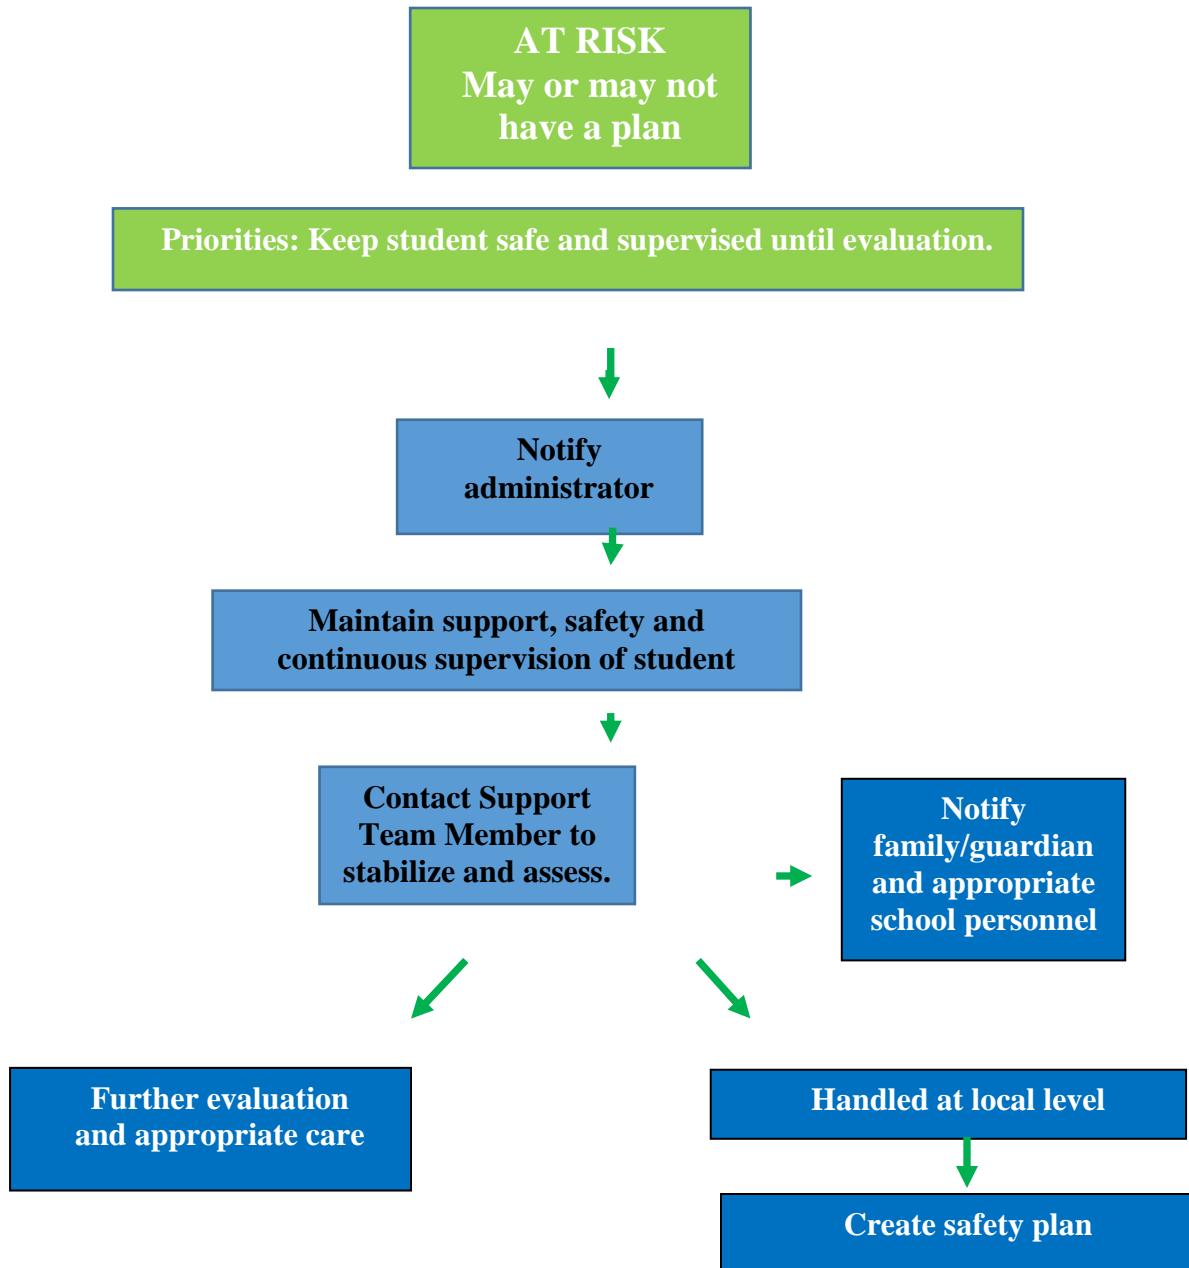 AT RISK
May or may not
have a plan
Priorities: Keep student safe and supervised until evaluation.
Notify
administrator
Maintain support, safety and
continuous supervision of student
Contact Support
Team Member to
stabilize and assess.
Notify
family/guardian
and appropriate
school personnel
Further evaluation
and appropriate care
Handled at local level
Create safety plan